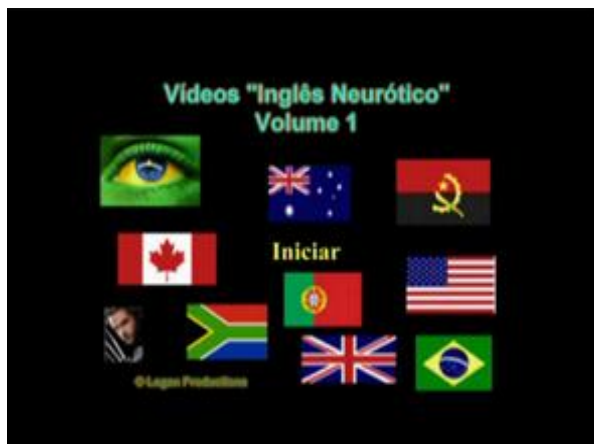 Vídeos "Inglês Neurótico"
Volume 1
Iniciar
© Logan Productions